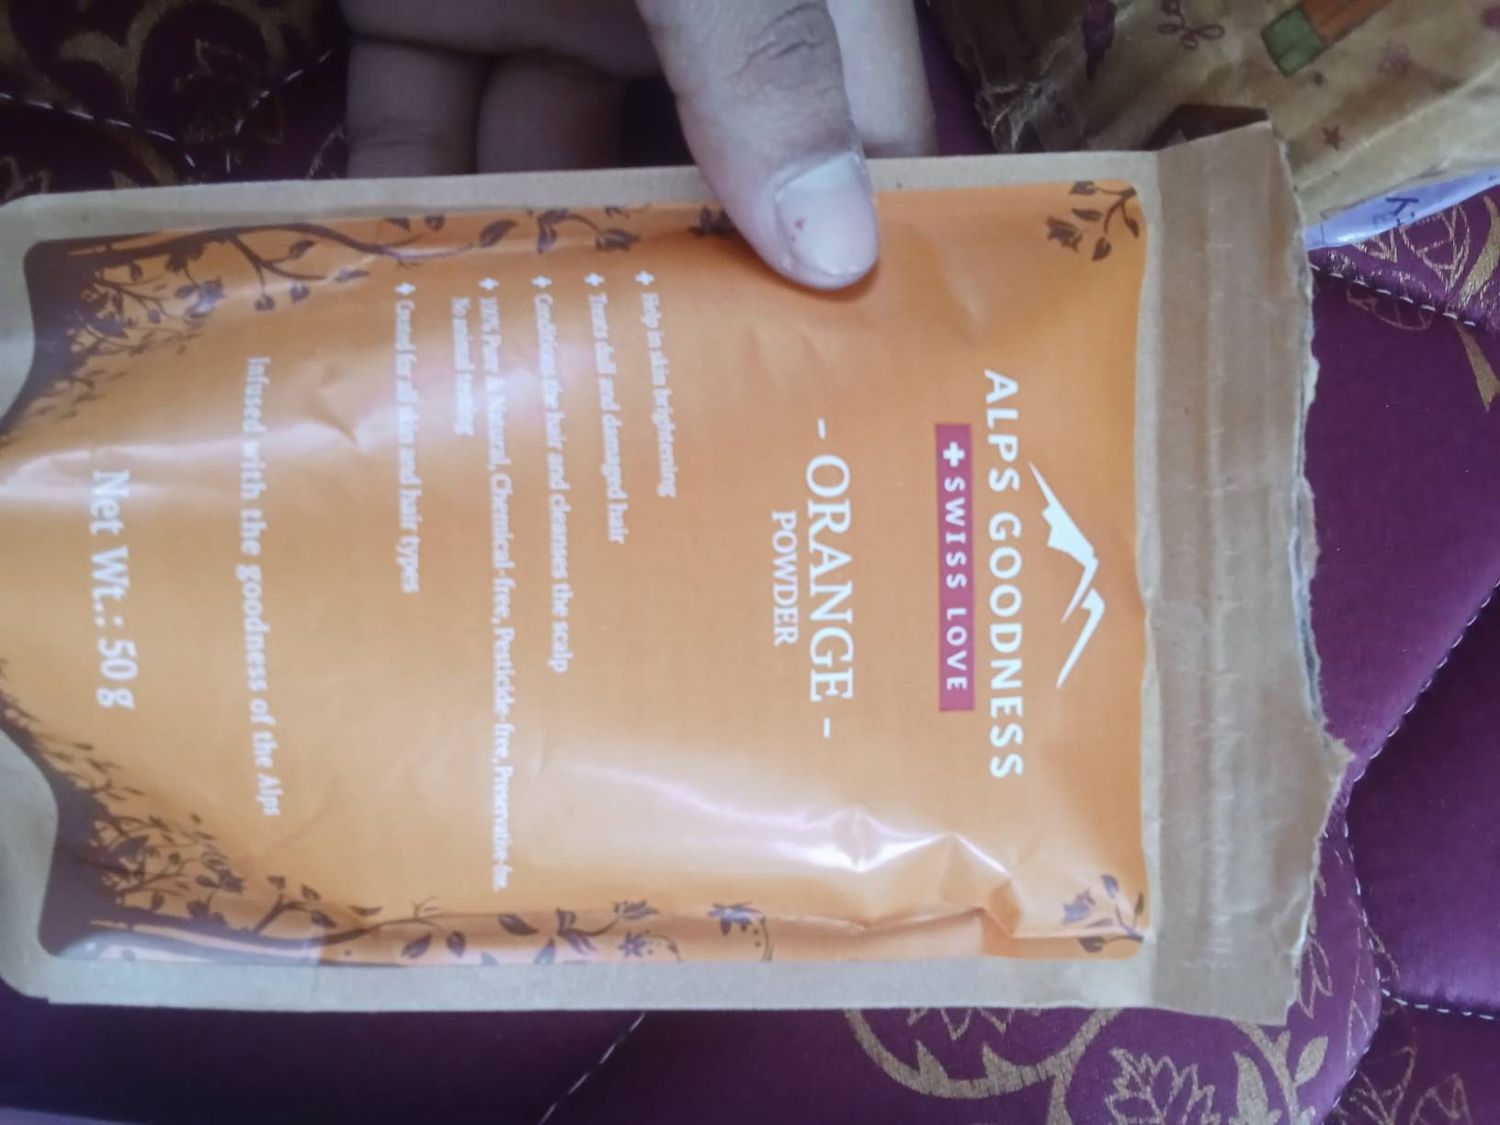 ALPS GOODNESS
SWISS LOVE
- ORANGE -
POWDER
Help in skin brightening
Treats dull and damaged hair
Conditions the hair and cleanses the scalp
100% Pure & Natural, Chemical-free, Pesticide-free, Preservative-free,
No animal testing
Created for all skin and hair types
Infused with the goodness of the Alps
Net Wt.: 50 g